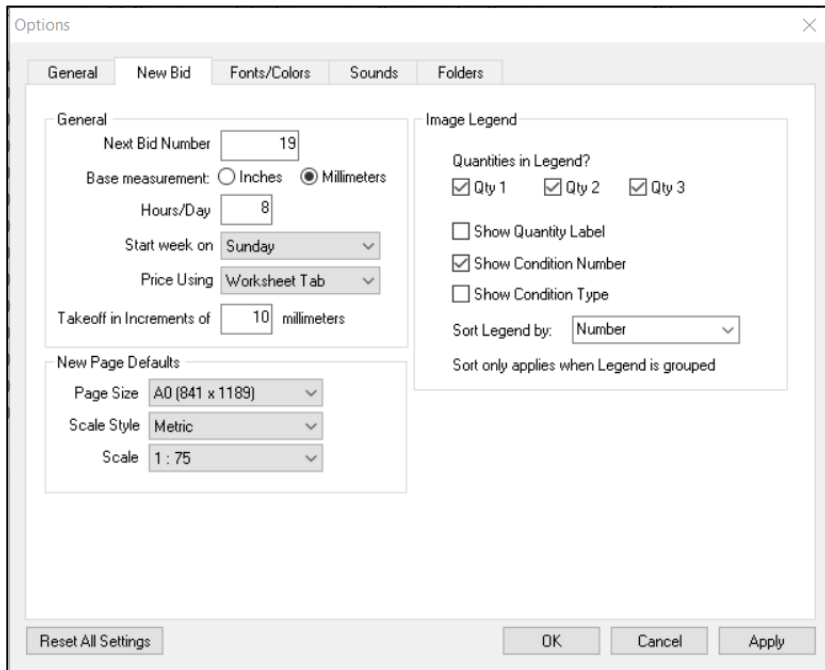 Options
General New Bid Fonts/Colors Sounds Folders
General
Next Bid Number 19
Base measurement: Inches Millimeters
Hours/Day 8
Start week on Sunday
Price Using Worksheet Tab
Takeoff in Increments of 10 millimeters
New Page Defaults
Page Size A0 (841 x 1189)
Scale Style Metric
Scale 1 : 75
Image Legend
Quantities in Legend?
Qty 1 Qty 2 Qty 3
Show Quantity Label
Show Condition Number
Show Condition Type
Sort Legend by: Number
Sort only applies when Legend is grouped
Reset All Settings OK Cancel Apply